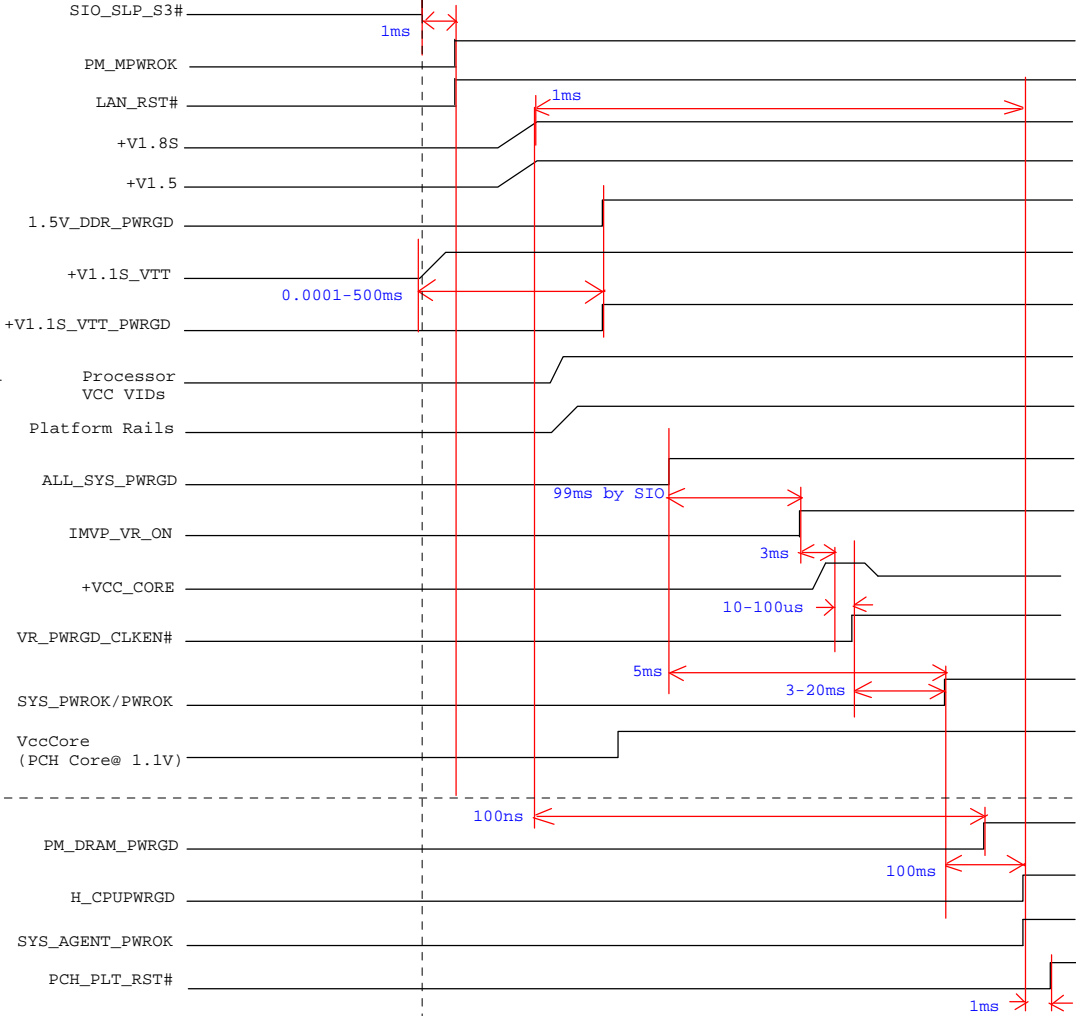 SIO_SLP_S3#
1ms
PM_MPWROK
LAN_RST#
1ms
+V1.8S
+V1.5
1.5V_DDR_PWRGD
+V1.1S_VTT
0.0001-500ms
+V1.1S_VTT_PWRGD
Processor
VCC VIDs
Platform Rails
ALL_SYS_PWRGD
99ms by SIO
IMVP_VR_ON
3ms
+VCC_CORE
10-100us
VR_PWRGD_CLKEN#
5ms
3-20ms
SYS_PWROK/PWROK
VccCore
(PCH Core@ 1.1V)
100ns
PM_DRAM_PWRGD
100ms
H_CPUPWRGD
SYS_AGENT_PWROK
PCH_PLT_RST#
1ms